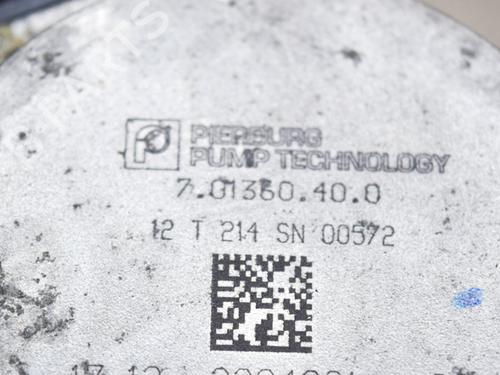 PIERBURG
PUMP TECHNOLOGY
7.01360.40.0
12 T 214 SN 00572